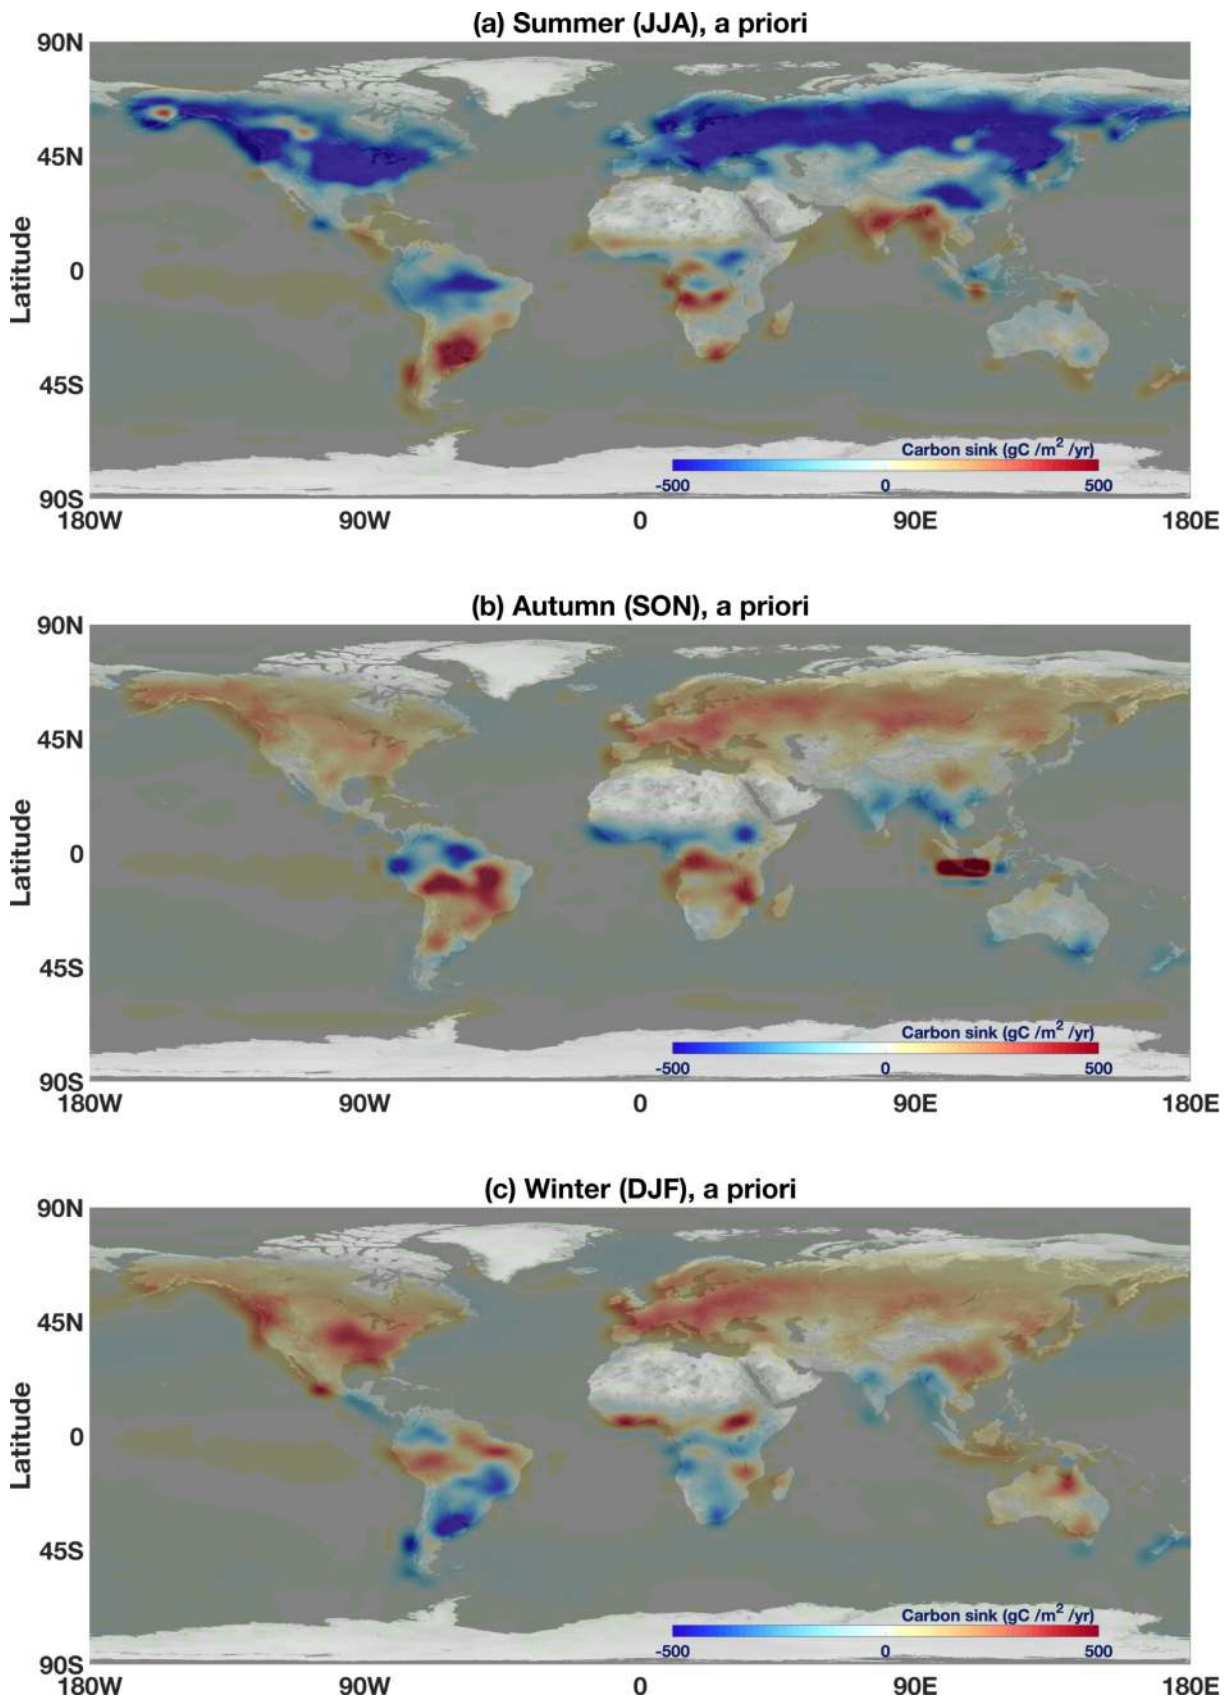 (a) Summer (JJA), a priori
90N
45N
Latitude
0
45S
Carbon sink (gC /m² /yr)
-500 0 500
90S
180W 90W 0 90E 180E
(b) Autumn (SON), a priori
90N
45N
Latitude
0
45S
Carbon sink (gC /m² /yr)
-500 0 500
90S
180W 90W 0 90E 180E
(c) Winter (DJF), a priori
90N
45N
Latitude
0
45S
Carbon sink (gC /m² /yr)
-500 0 500
90S
180W 90W 0 90E 180E